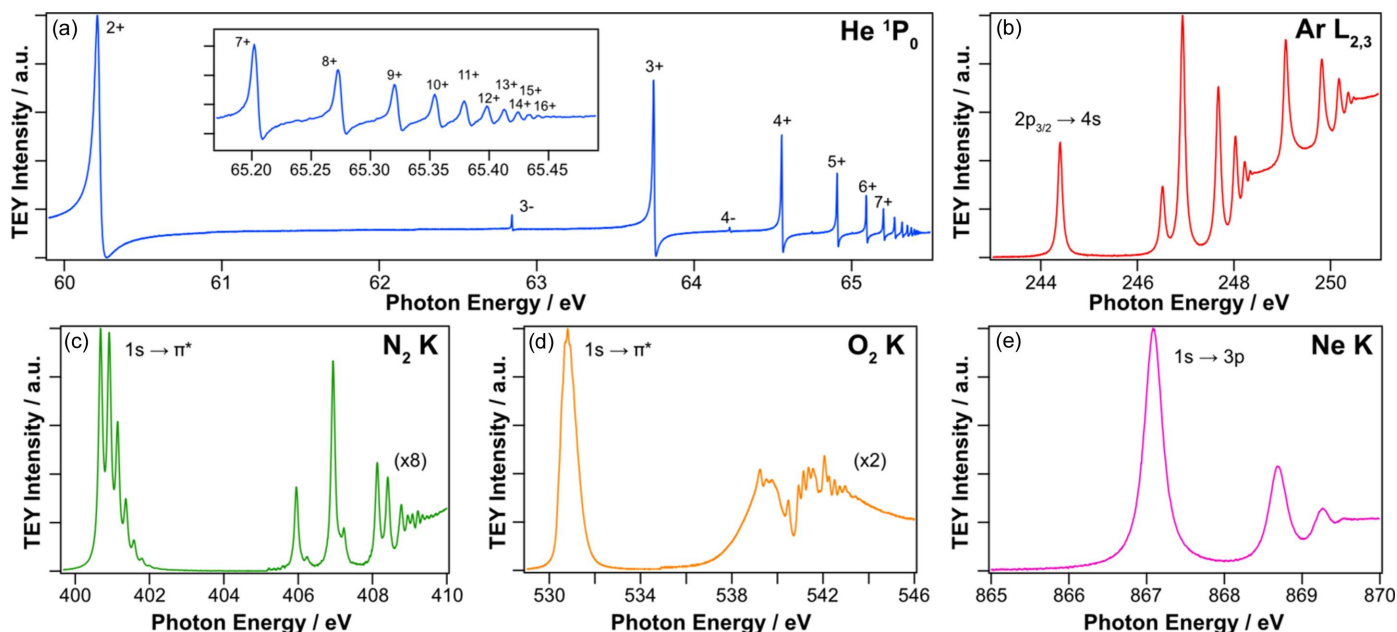 (a)
He ¹P₀
TEY Intensity / a.u.
2+
3-
3+
4-
4+
5+
6+
7+
7+
8+
9+
10+
11+
12+
13+
14+
15+
16+
65.20 65.25 65.30 65.35 65.40 65.45
60 61 62 63 64 65
Photon Energy / eV
(b)
Ar L₂,₃
TEY Intensity / a.u.
2p₃/₂ → 4s
244 246 248 250
Photon Energy / eV
(c)
N₂ K
TEY Intensity / a.u.
1s → π*
(x8)
400 402 404 406 408 410
Photon Energy / eV
(d)
O₂ K
TEY Intensity / a.u.
1s → π*
(x2)
530 534 538 542 546
Photon Energy / eV
(e)
Ne K
TEY Intensity / a.u.
1s → 3p
865 866 867 868 869 870
Photon Energy / eV